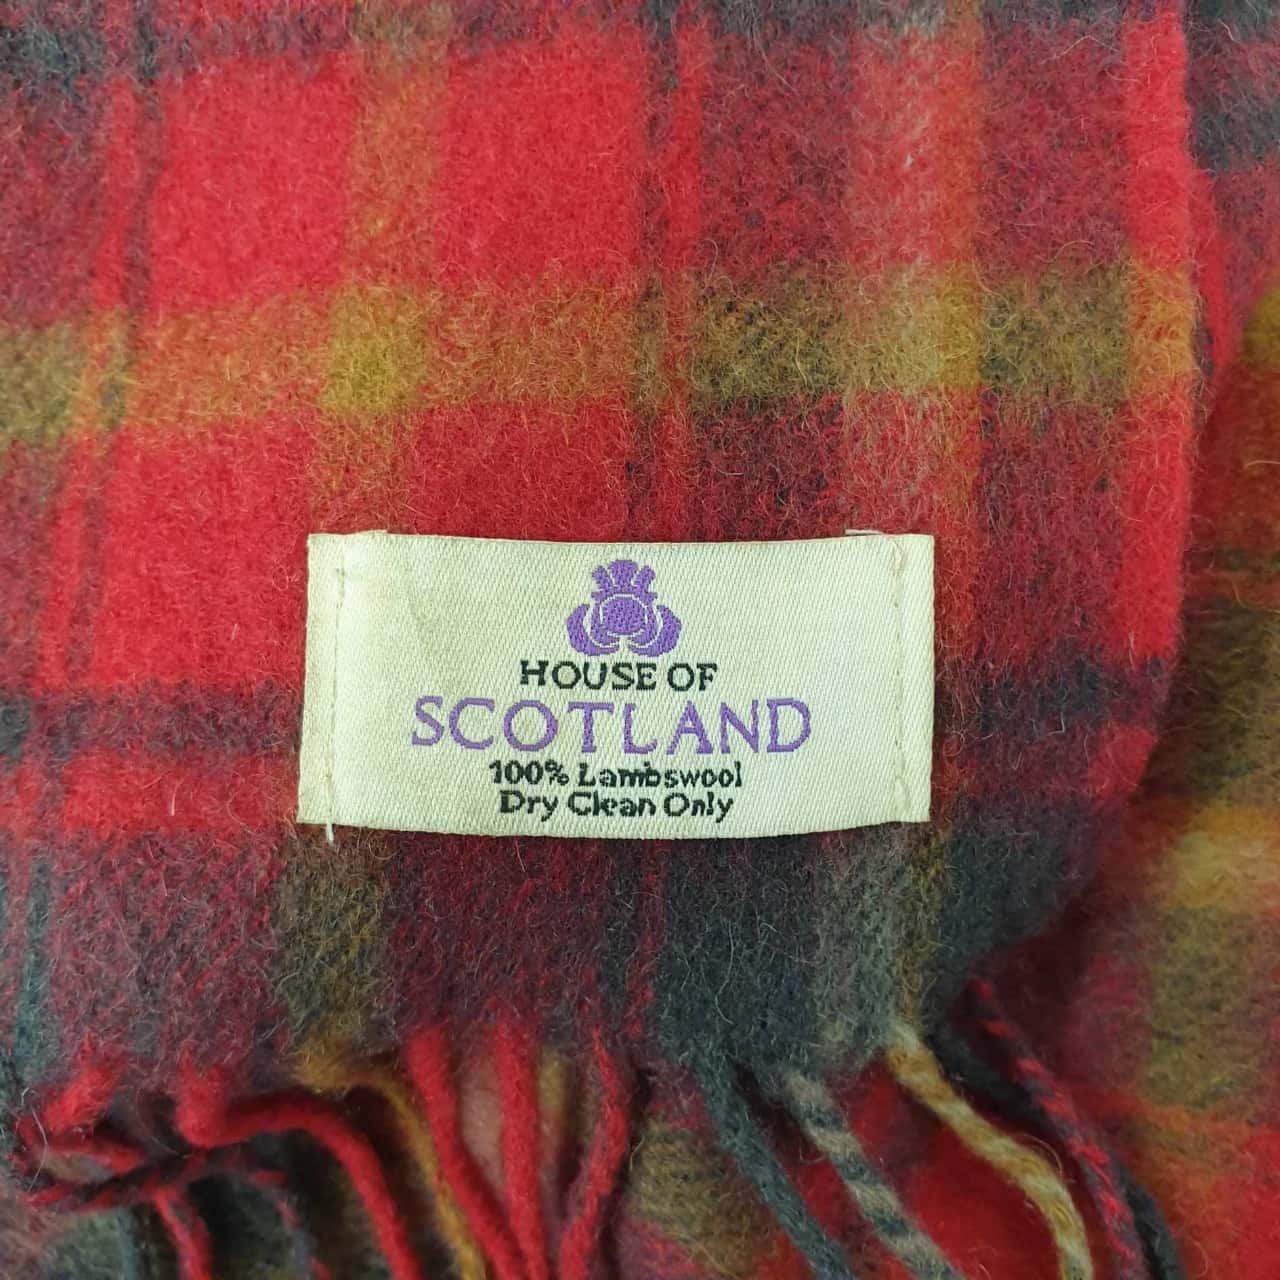 HOUSE OF
SCOTLAND
100% Lambswool
Dry Clean Only